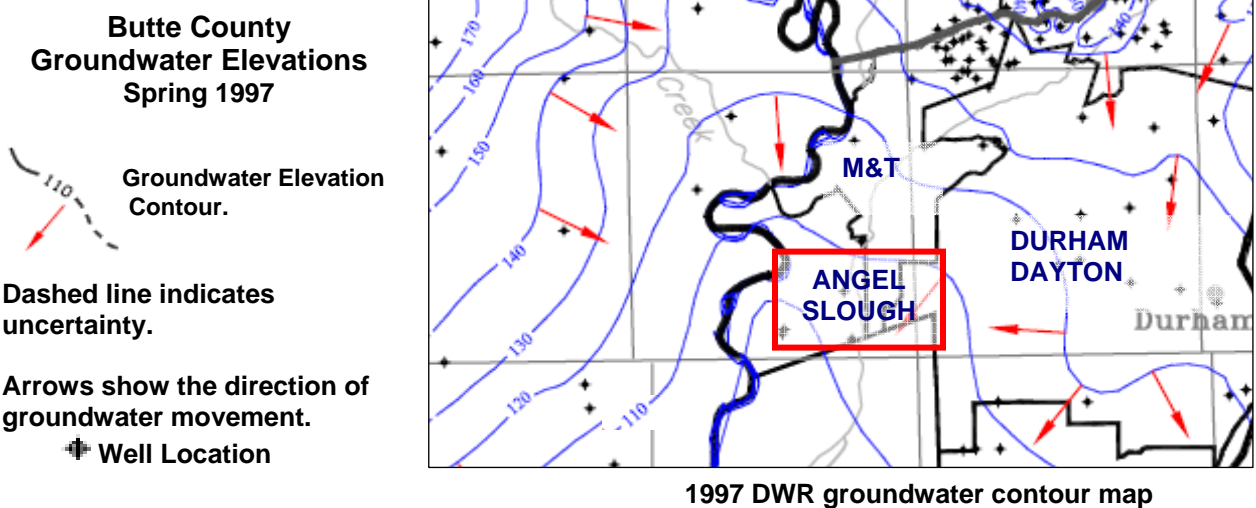 Butte County
Groundwater Elevations
Spring 1997
110
Groundwater Elevation
Contour.
Dashed line indicates
uncertainty.
Arrows show the direction of
groundwater movement.
Well Location
170
160
150
140
130
120
110
140
Creek
M&T
ANGEL
SLOUGH
DURHAM
DAYTON
Durham
1997 DWR groundwater contour map